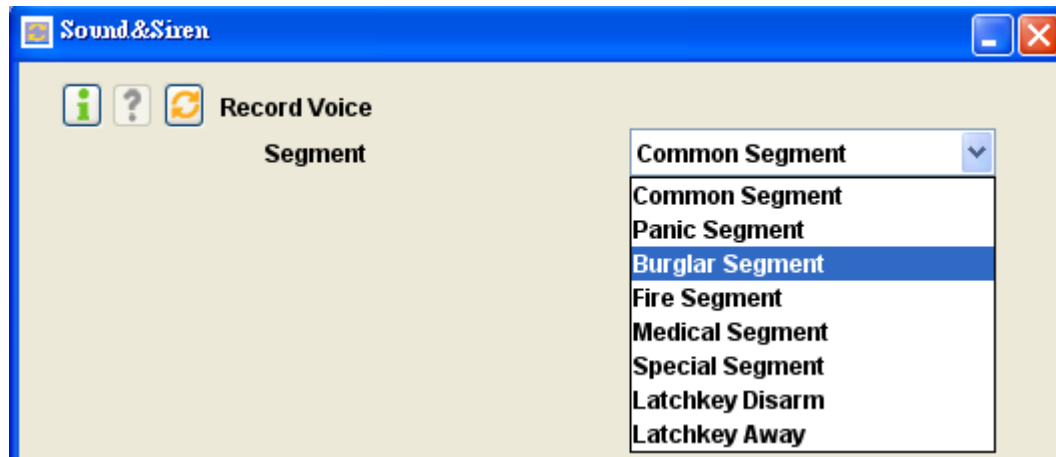 Sound&Siren
Record Voice
Segment Common Segment
Common Segment
Panic Segment
Burglar Segment
Fire Segment
Medical Segment
Special Segment
Latchkey Disarm
Latchkey Away